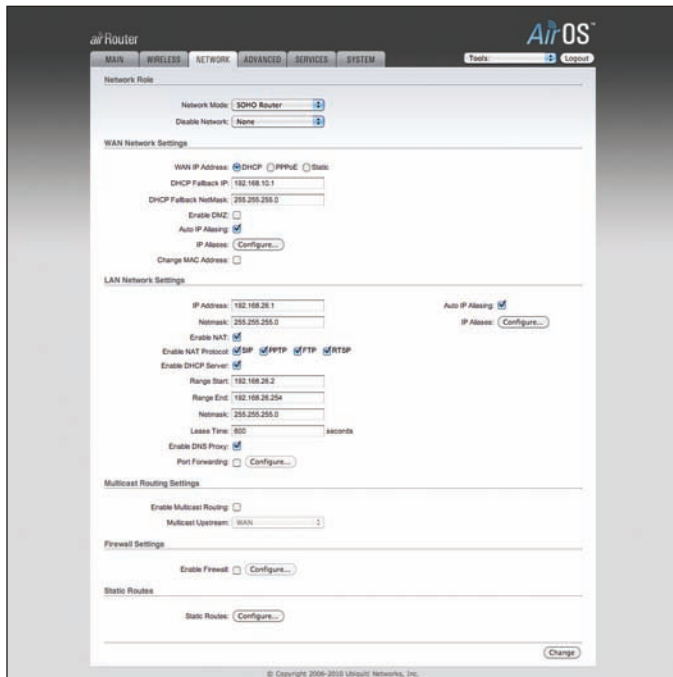 airRouter
AirOS™
MAIN WIRELESS NETWORK ADVANCED SERVICES SYSTEM Tools: Logout
Network Role
Network Mode: SOHO Router
Disable Network: None
WAN Network Settings
WAN IP Address: DHCP PPPoE Static
DHCP Fallback IP: 192.168.10.1
DHCP Fallback NetMask: 255.255.255.0
Enable DMZ:
Auto IP Aliasing:
IP Aliases: Configure...
Change MAC Address:
LAN Network Settings
IP Address: 192.168.26.1 Auto IP Aliasing:
Netmask: 255.255.255.0 IP Aliases: Configure...
Enable NAT:
Enable NAT Protocol: SIP PPTP FTP RTSP
Enable DHCP Server:
Range Start: 192.168.26.2
Range End: 192.168.26.254
Netmask: 255.255.255.0
Lease Time: 600 seconds
Enable DNS Proxy:
Port Forwarding: Configure...
Multicast Routing Settings
Enable Multicast Routing:
Multicast Upstream: WAN
Firewall Settings
Enable Firewall: Configure...
Static Routes
Static Routes: Configure...
Change
© Copyright 2006-2010 Ubiquiti Networks, Inc.